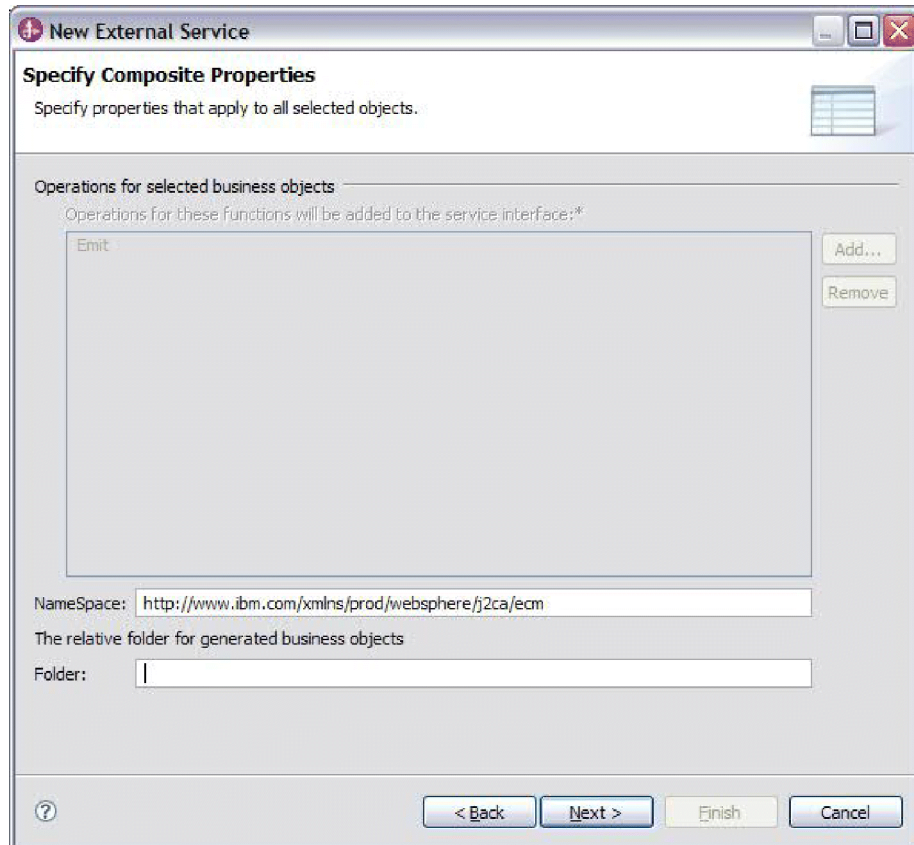 New External Service
Specify Composite Properties
Specify properties that apply to all selected objects.
Operations for selected business objects
Operations for these functions will be added to the service interface:*
Emit
Add...
Remove
NameSpace: http://www.ibm.com/xmlns/prod/websphere/j2ca/ecm
The relative folder for generated business objects
Folder:
?
< Back Next > Finish Cancel